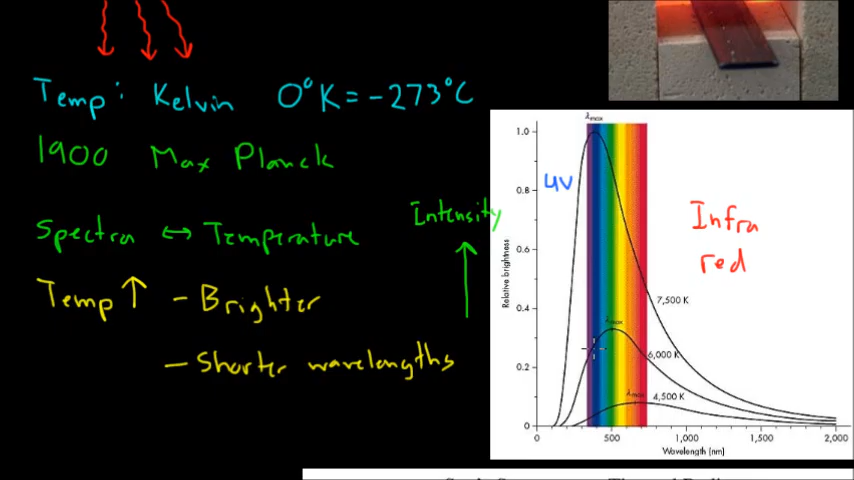 Temp: Kelvin 0°K = -273°C
1900 Max Planck
Spectra ↔ Temperature
Temp ↑ - Brighter
- Shorter wavelengths
Intensity
λmax
UV
Infra
red
Relative brightness
1.0
0.8
0.6
0.4
0.2
0
7,500 K
λmax
6,000 K
λmax
4,500 K
0 500 1,000 1,500 2,000
Wavelength (nm)